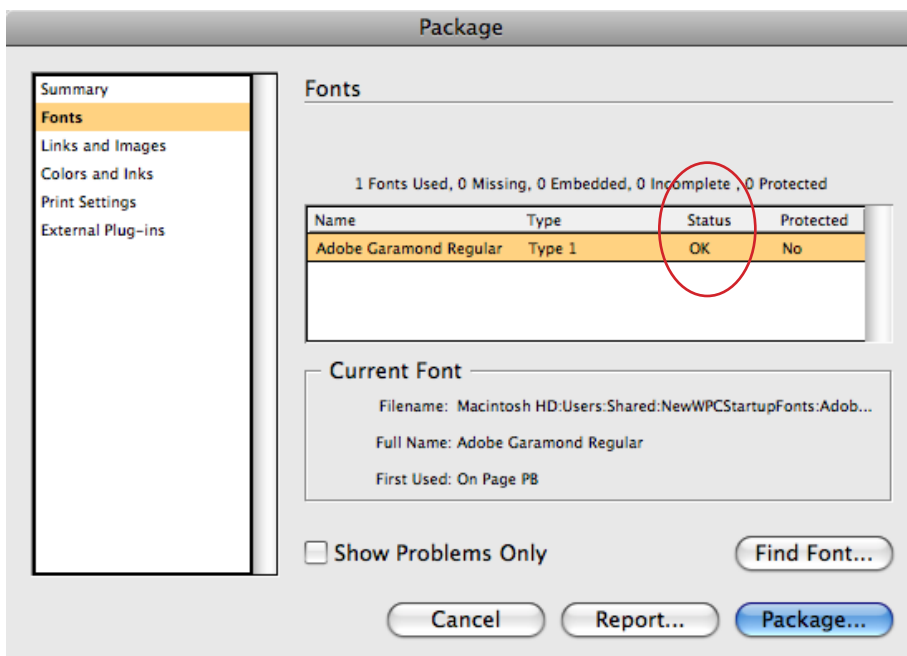 Package
Summary
Fonts
Links and Images
Colors and Inks
Print Settings
External Plug-ins
Fonts
1 Fonts Used, 0 Missing, 0 Embedded, 0 Incomplete , 0 Protected
Name Type Status Protected
Adobe Garamond Regular Type 1 OK No
Current Font
Filename: Macintosh HD:Users:Shared:NewWPCStartupFonts:Adob...
Full Name: Adobe Garamond Regular
First Used: On Page PB
Show Problems Only
Find Font...
Cancel Report... Package...